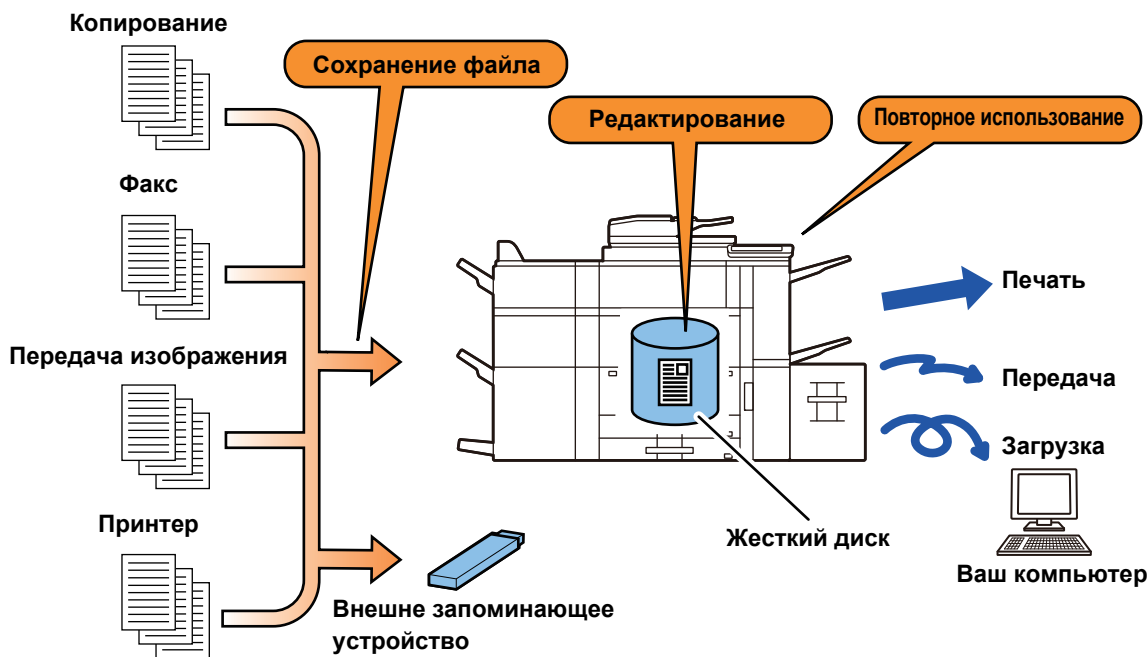 Копирование
Сохранение файла
Редактирование
Повторное использование
Факс
Передача изображения
Принтер
Печать
Передача
Загрузка
Жесткий диск
Ваш компьютер
Внешне запоминающее
устройство